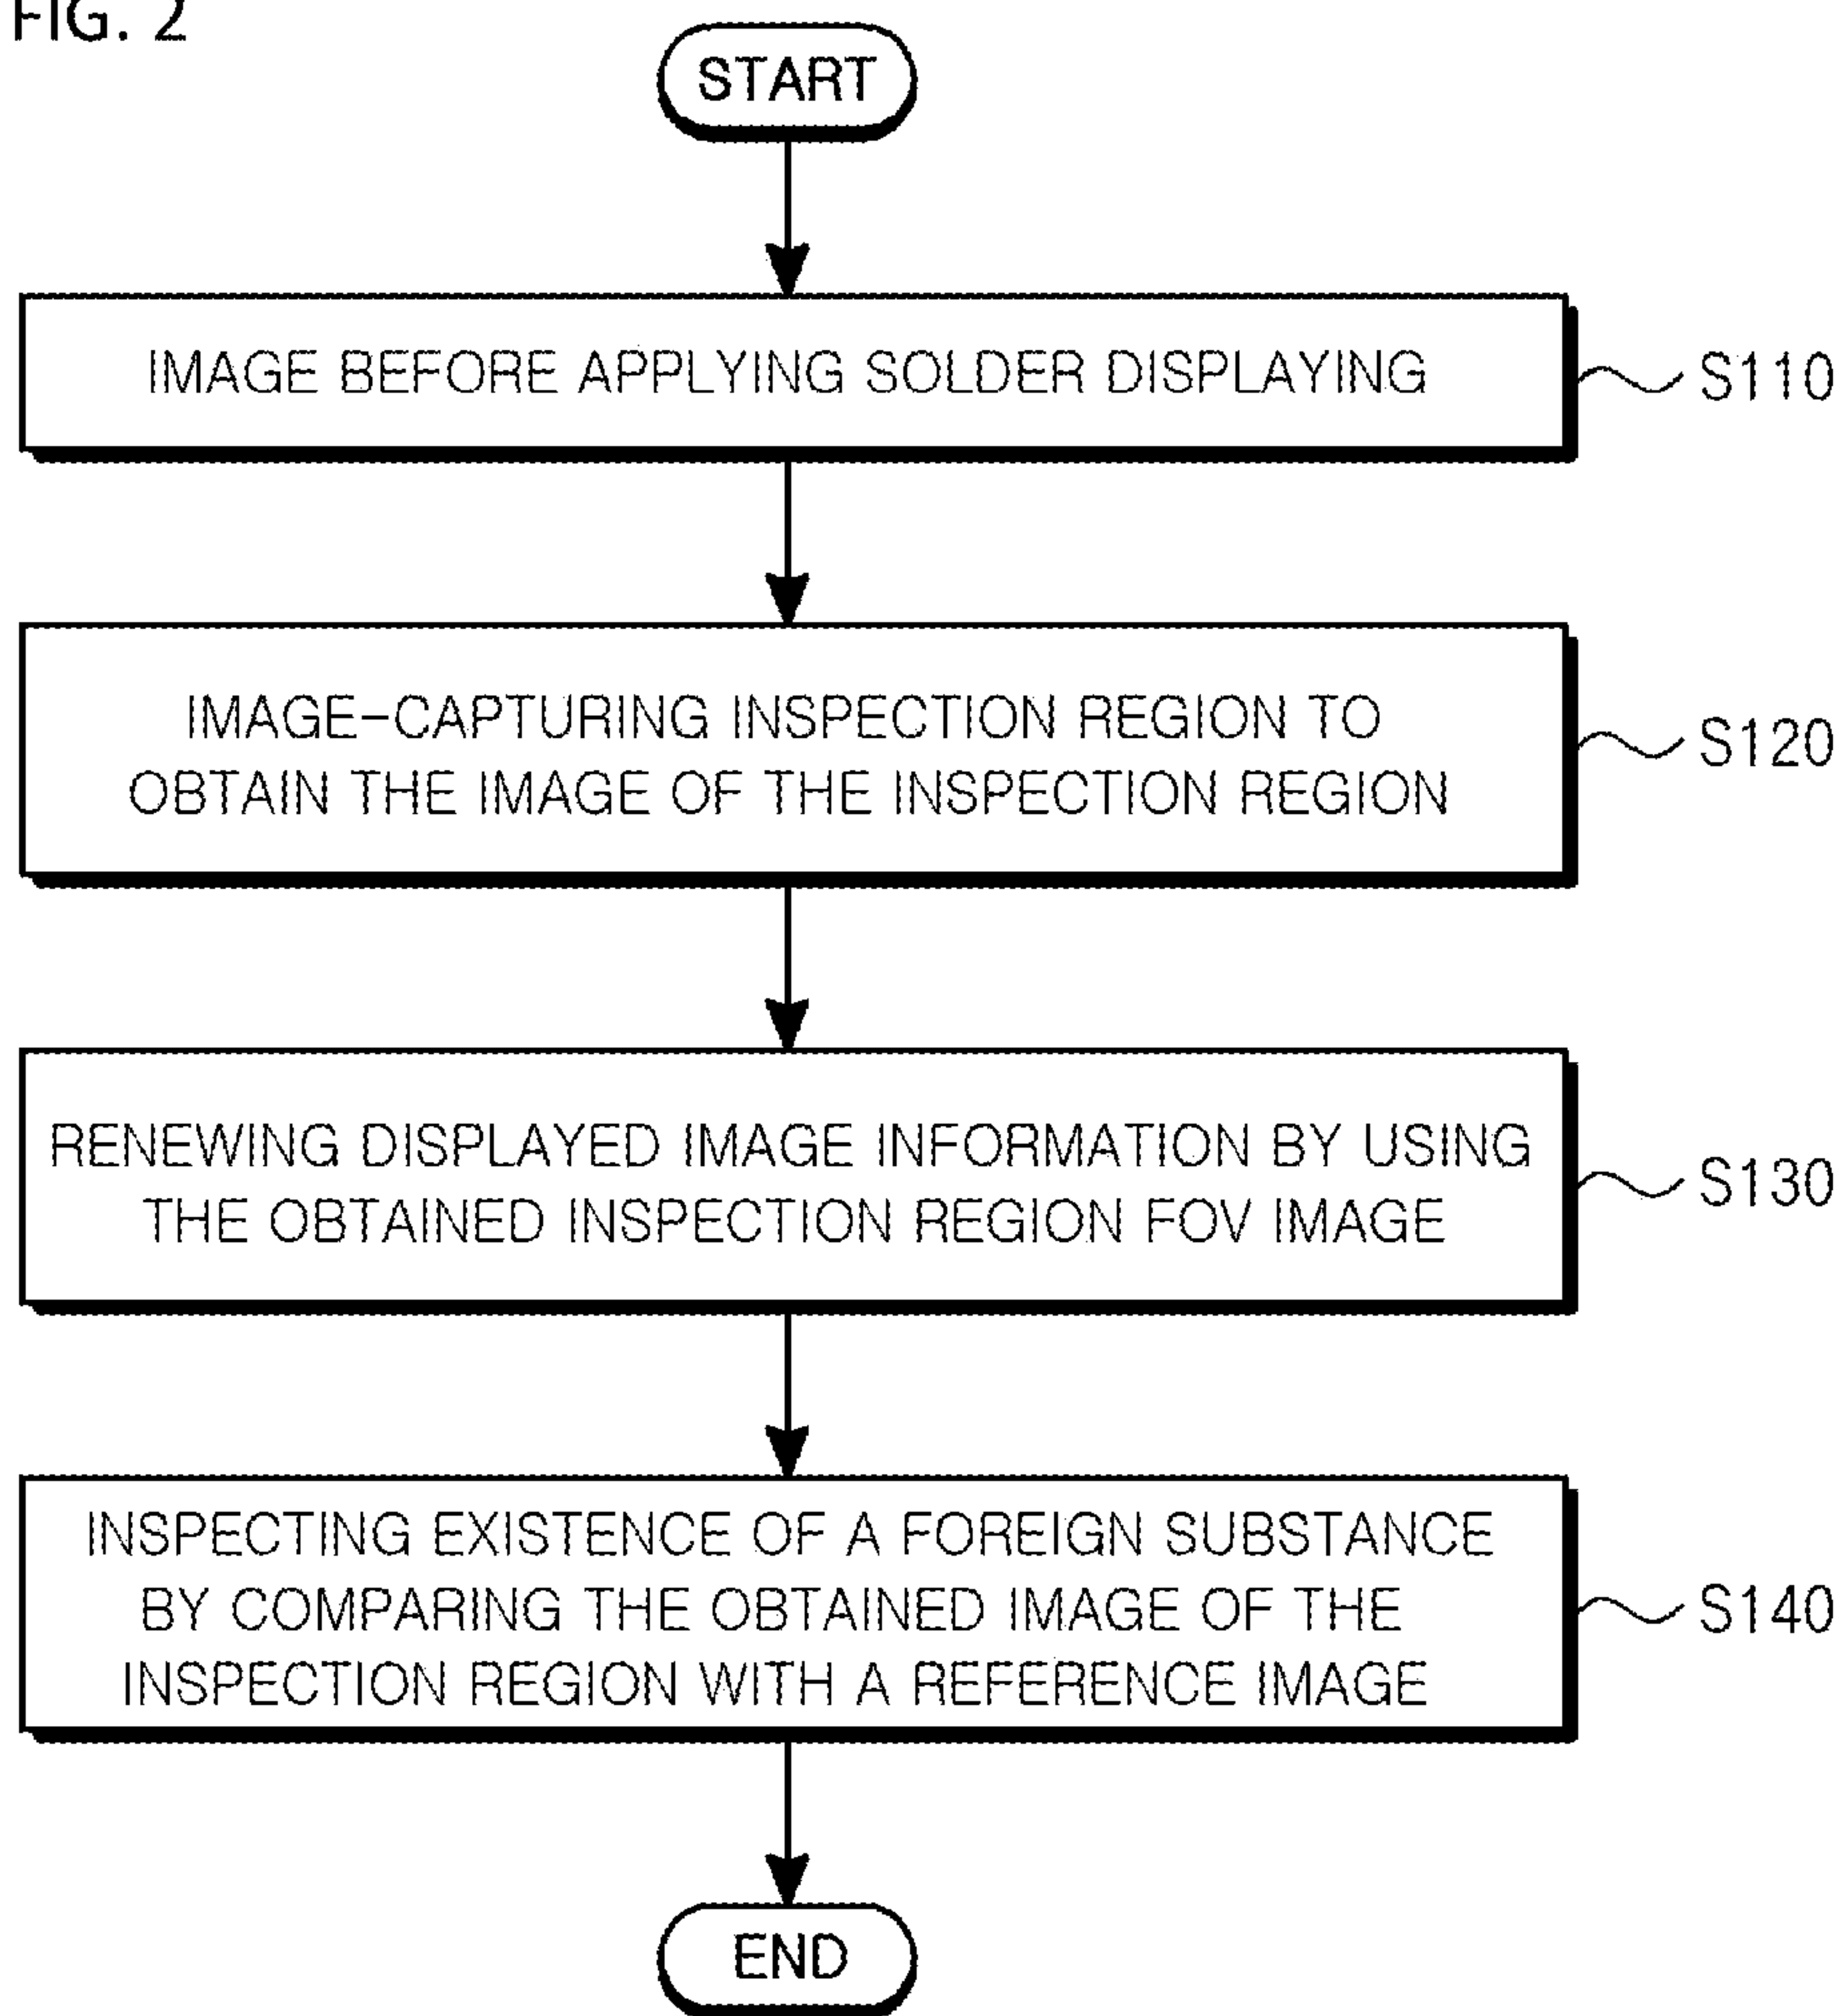 FIG. 2
START
IMAGE BEFORE APPLYING SOLDER DISPLAYING
S110
IMAGE-CAPTURING INSPECTION REGION TO
OBTAIN THE IMAGE OF THE INSPECTION REGION
S120
RENEWING DISPLAYED IMAGE INFORMATION BY USING
THE OBTAINED INSPECTION REGION FOV IMAGE
S130
INSPECTING EXISTENCE OF A FOREIGN SUBSTANCE
BY COMPARING THE OBTAINED IMAGE OF THE
INSPECTION REGION WITH A REFERENCE IMAGE
S140
END